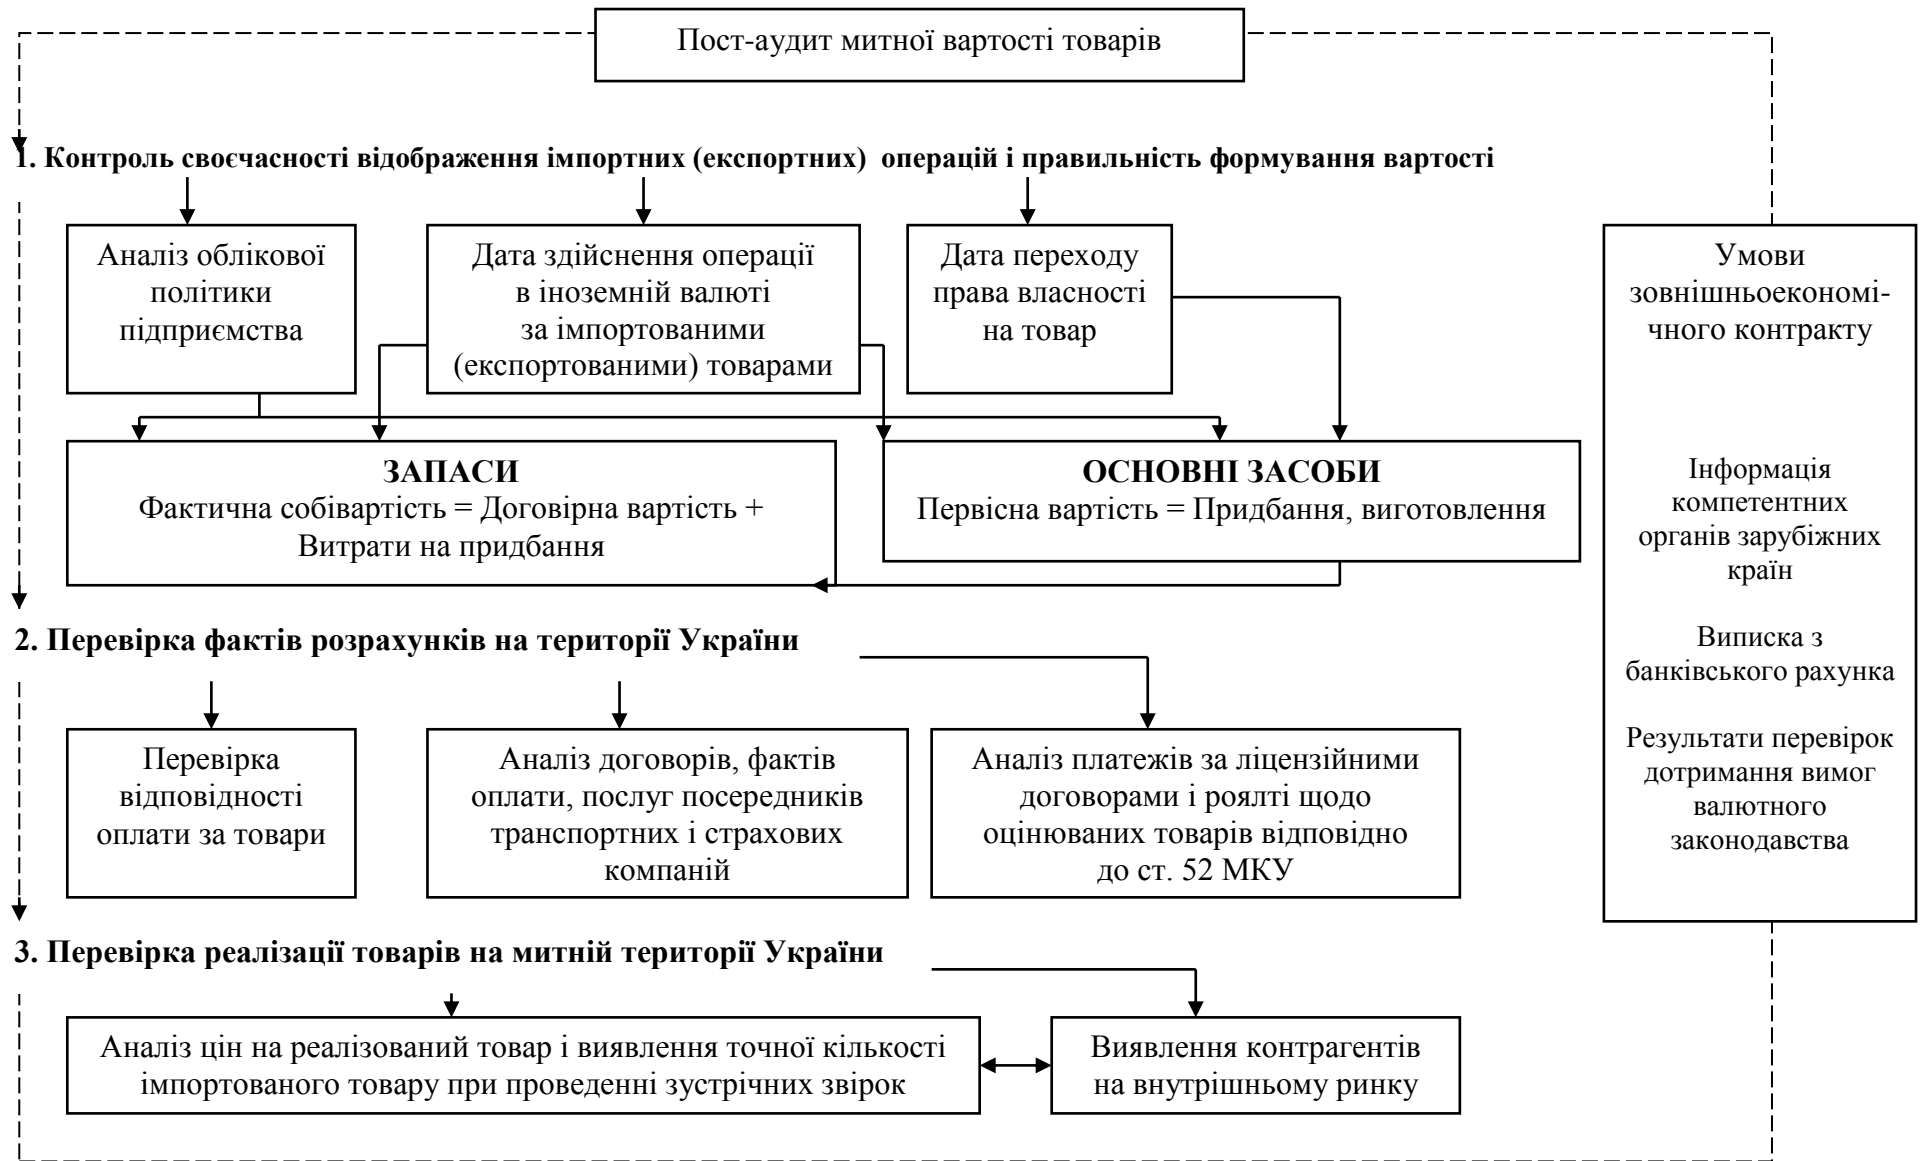 Пост-аудит митної вартості товарів
1. Контроль своєчасності відображення імпортних (експортних) операцій і правильність формування вартості
Аналіз облікової
політики
підприємства
Дата здійснення операції
в іноземній валюті
за імпортованими
(експортованими) товарами
Дата переходу
права власності
на товар
ЗАПАСИ
Фактична собівартість = Договірна вартість +
Витрати на придбання
ОСНОВНІ ЗАСОБИ
Первісна вартість = Придбання, виготовлення
2. Перевірка фактів розрахунків на території України
Перевірка
відповідності
оплати за товари
Аналіз договорів, фактів
оплати, послуг посередників
транспортних і страхових
компаній
Аналіз платежів за ліцензійними
договорами і роялті щодо
оцінюваних товарів відповідно
до ст. 52 МКУ
3. Перевірка реалізації товарів на митній території України
Аналіз цін на реалізований товар і виявлення точної кількості
імпортованого товару при проведенні зустрічних звірок
Виявлення контрагентів
на внутрішньому ринку
Умови
зовнішньоекономі-
чного контракту
Інформація
компетентних
органів зарубіжних
країн
Виписка з
банківського рахунка
Результати перевірок
дотримання вимог
валютного
законодавства